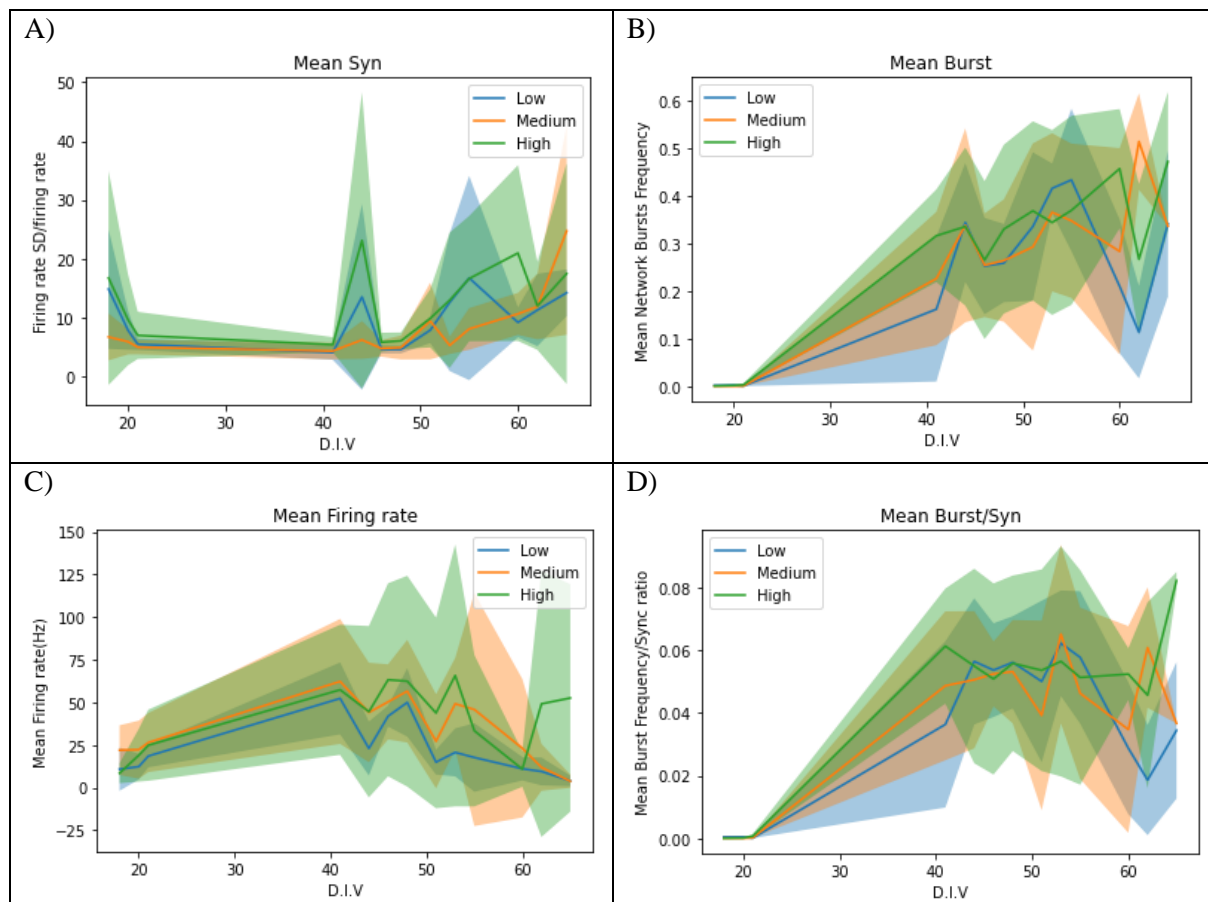 A)
Mean Syn
Firing rate SD/firing rate
50
40
30
20
10
0
Low
Medium
High
20
30
40
50
60
D.I.V
B)
Mean Burst
Mean Network Bursts Frequency
0.6
0.5
0.4
0.3
0.2
0.1
0.0
Low
Medium
High
20
30
40
50
60
D.I.V
C)
Mean Firing rate
Mean Firing rate(Hz)
150
125
100
75
50
25
0
−25
Low
Medium
High
20
30
40
50
60
D.I.V
D)
Mean Burst/Syn
Mean Burst Frequency/Sync ratio
0.08
0.06
0.04
0.02
0.00
Low
Medium
High
20
30
40
50
60
D.I.V